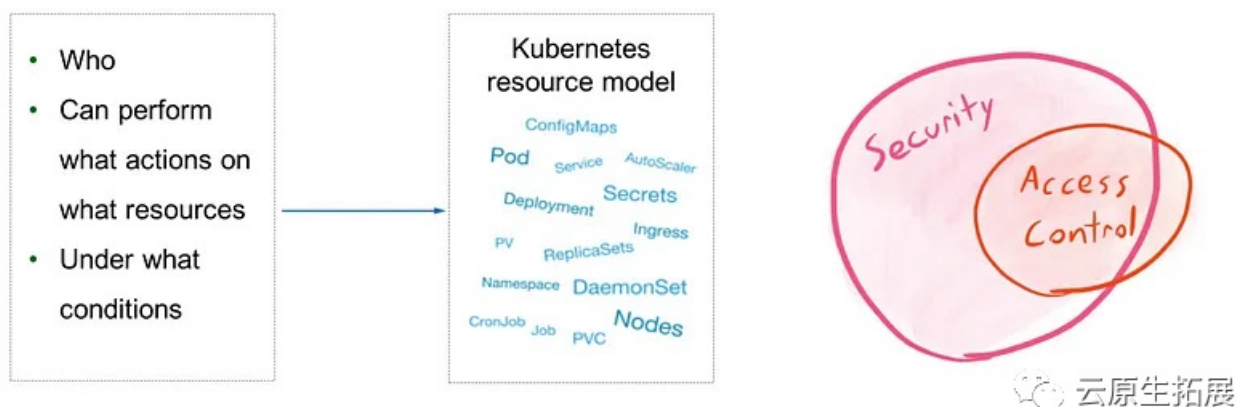 Who
Can perform
what actions on
what resources
Under what
conditions
Kubernetes
resource model
ConfigMaps
Pod
Service
AutoScaler
Deployment
Secrets
Ingress
PV
ReplicaSets
Namespace
DaemonSet
CronJob
Job
PVC
Nodes
Security
Access
Control
云原生拓展